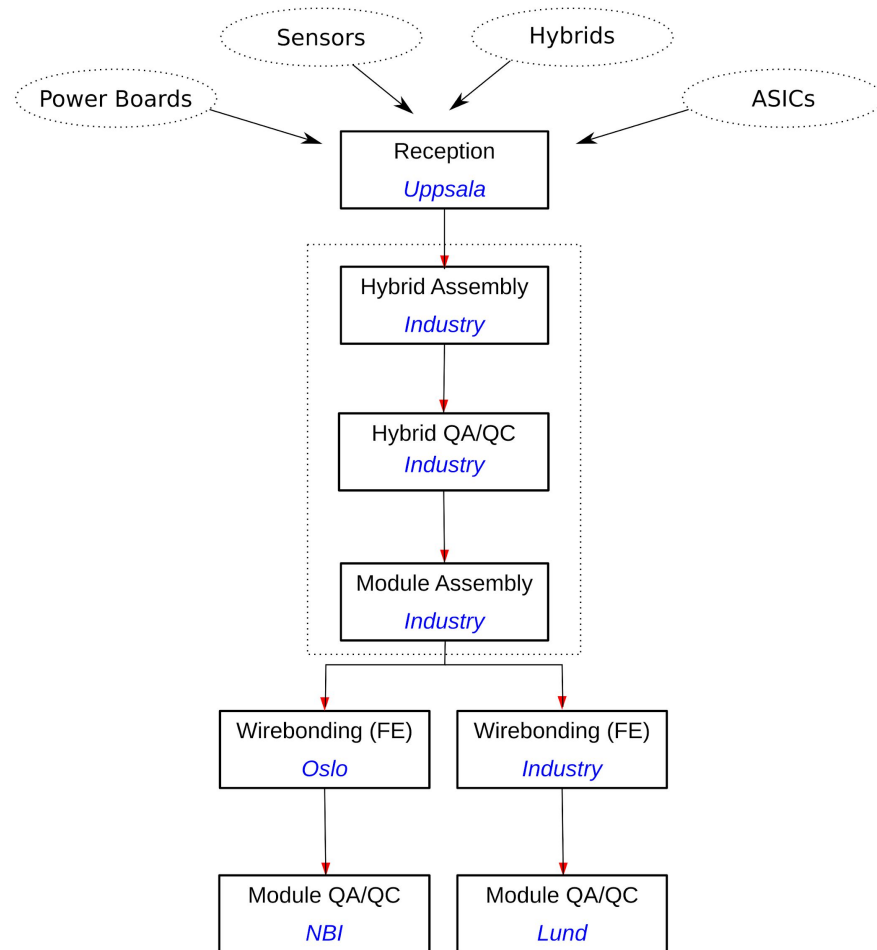 Sensors
Hybrids
Power Boards
ASICs
Reception
Uppsala
Hybrid Assembly
Industry
Hybrid QA/QC
Industry
Module Assembly
Industry
Wirebonding (FE)
Oslo
Wirebonding (FE)
Industry
Module QA/QC
NBI
Module QA/QC
Lund